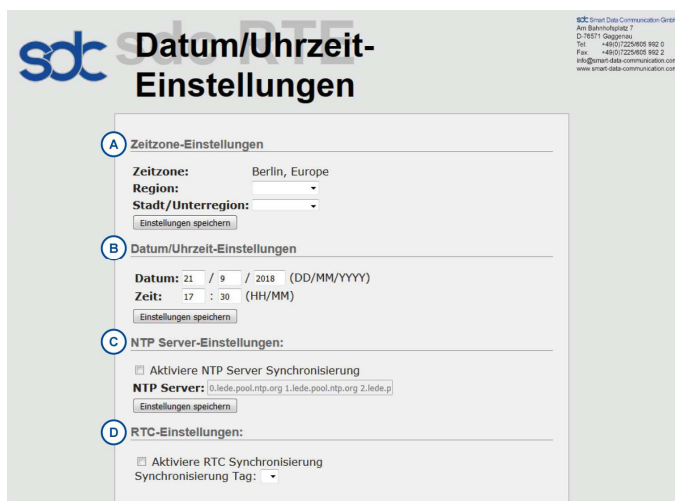 sdc
sdc RTE
Datum/Uhrzeit-
Einstellungen
sdc Smart Data Communication GmbH
Am Bahnhofsplatz 7
D-76571 Gaggenau
Tel: +49(0)7225/605 992 0
Fax: +49(0)7225/605 992 2
info@smart-data-communication.com
www.smart-data-communication.com
A Zeitzone-Einstellungen
Zeitzone: Berlin, Europe
Region:
Stadt/Unterregion:
Einstellungen speichern
B Datum/Uhrzeit-Einstellungen
Datum: 21 / 9 / 2018 (DD/MM/YYYY)
Zeit: 17 : 30 (HH/MM)
Einstellungen speichern
C NTP Server-Einstellungen:
Aktiviere NTP Server Synchronisierung
NTP Server: 0.lede.pool.ntp.org 1.lede.pool.ntp.org 2.lede.p
Einstellungen speichern
D RTC-Einstellungen:
Aktiviere RTC Synchronisierung
Synchronisierung Tag: